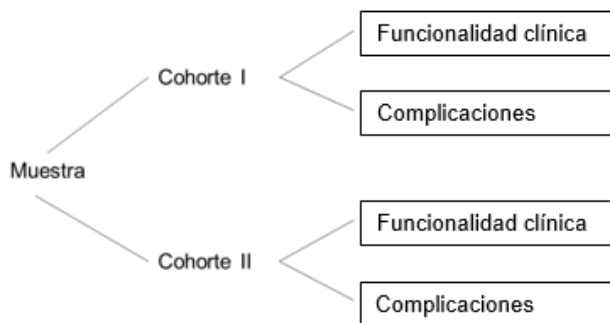 Funcionalidad clínica
Cohorte I
Complicaciones
Muestra
Funcionalidad clínica
Cohorte II
Complicaciones